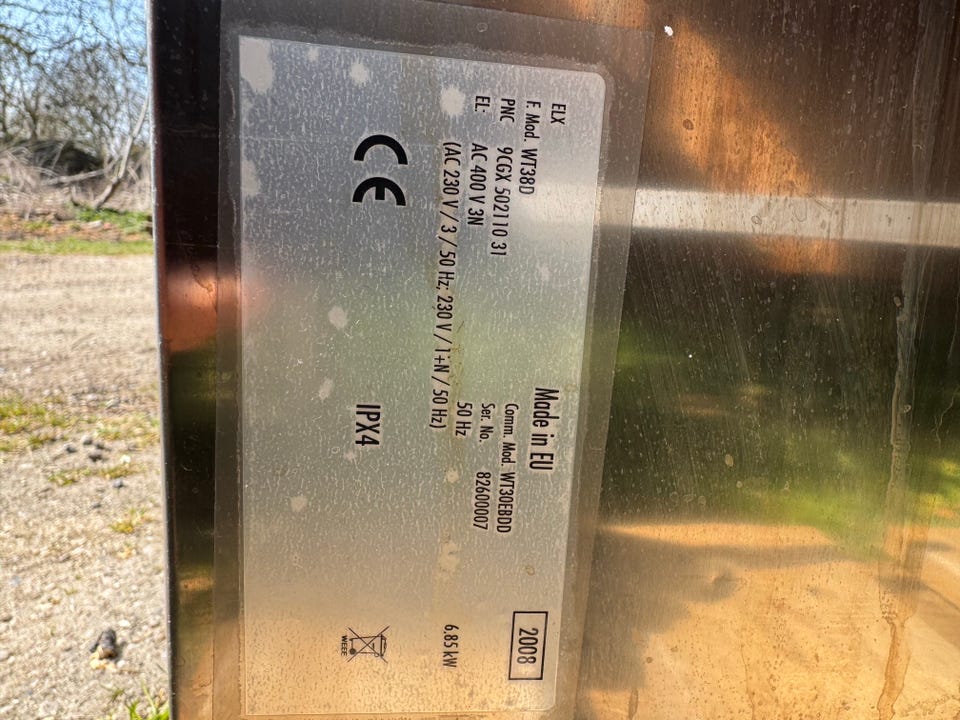 ELX Made in EU 2008
F. Mod. WT38D Comm. Mod. WT30EBDD
PNC 9CGX 502110 31 Ser. No. 82600007
EL: AC 400 V 3N 50 Hz 6,85 kW
(AC 230 V / 3 / 50 Hz; 230 V / 1+N / 50 Hz)
CE IPX4
WEEE